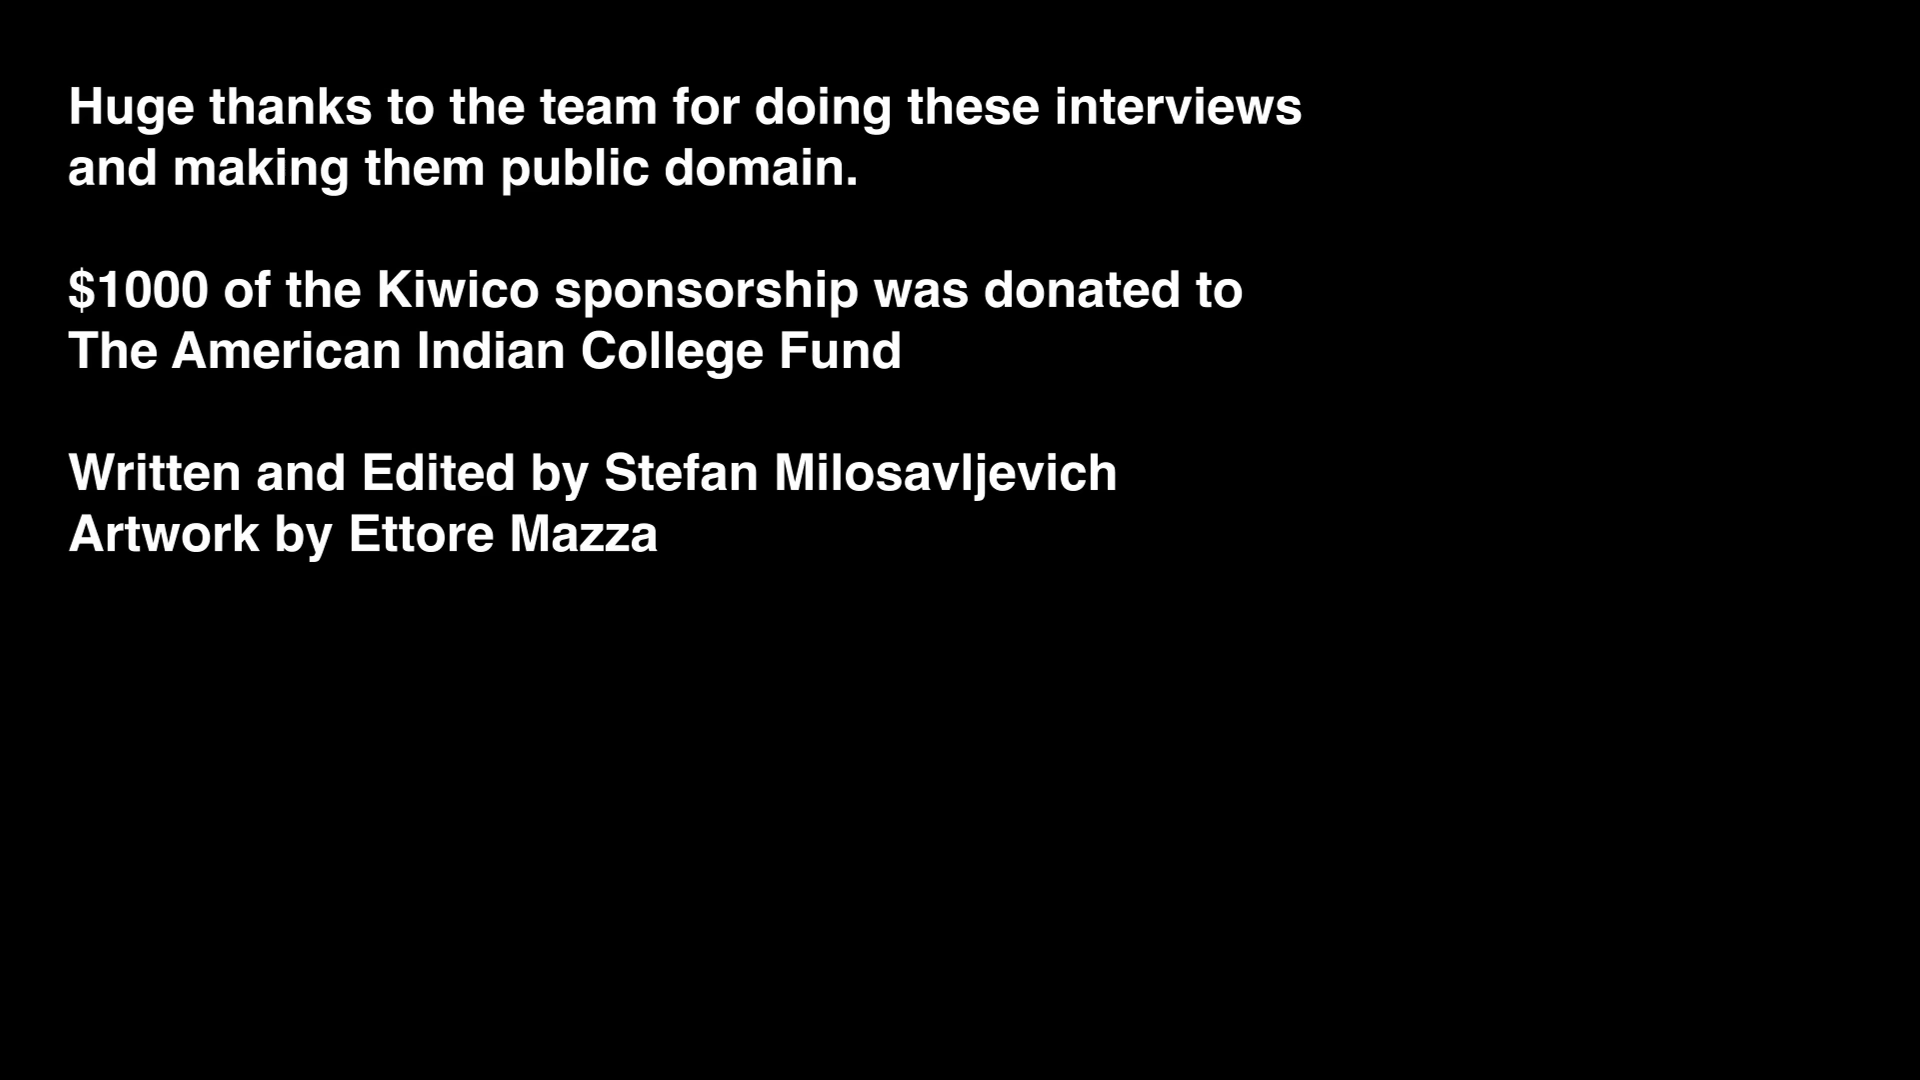 Huge thanks to the team for doing these interviews
and making them public domain.
$1000 of the Kiwico sponsorship was donated to
The American Indian College Fund
Written and Edited by Stefan Milosavljevich
Artwork by Ettore Mazza